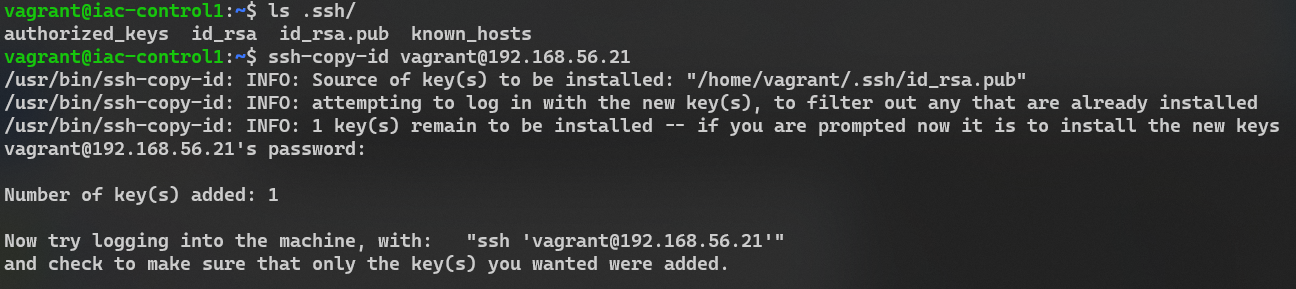 vagrant@iac-control1:~$ ls .ssh/
authorized_keys  id_rsa  id_rsa.pub  known_hosts
vagrant@iac-control1:~$ ssh-copy-id vagrant@192.168.56.21
/usr/bin/ssh-copy-id: INFO: Source of key(s) to be installed: "/home/vagrant/.ssh/id_rsa.pub"
/usr/bin/ssh-copy-id: INFO: attempting to log in with the new key(s), to filter out any that are already installed
/usr/bin/ssh-copy-id: INFO: 1 key(s) remain to be installed -- if you are prompted now it is to install the new keys
vagrant@192.168.56.21's password:
Number of key(s) added: 1
Now try logging into the machine, with:   "ssh 'vagrant@192.168.56.21'"
and check to make sure that only the key(s) you wanted were added.